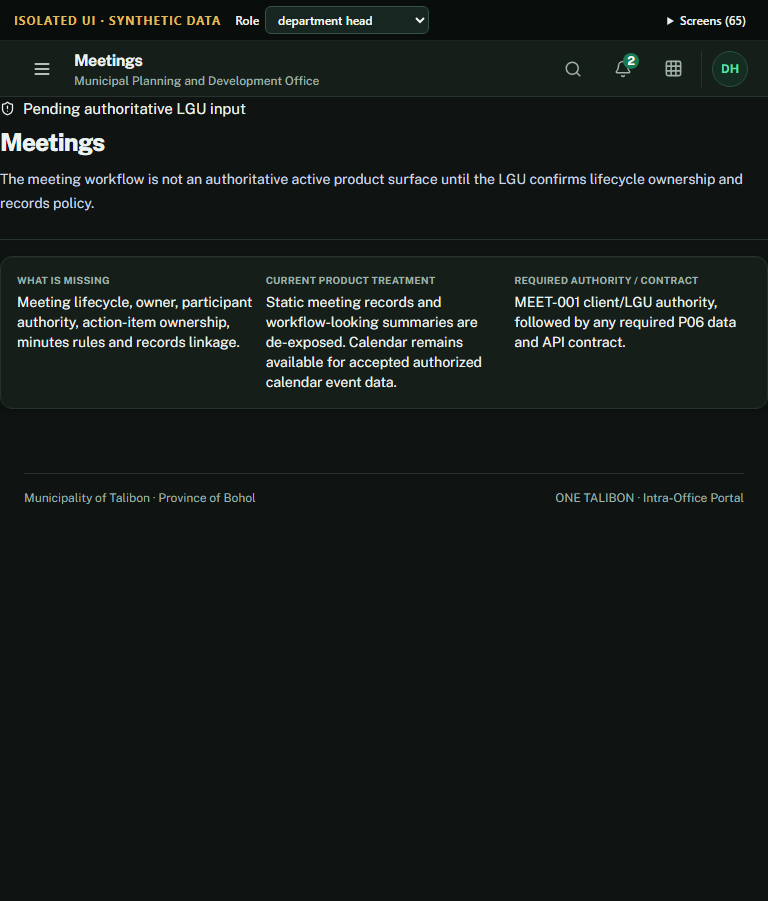 ISOLATED UI · SYNTHETIC DATA Role department head ▶ Screens (65)
Meetings
Municipal Planning and Development Office
2
DH
Pending authoritative LGU input
Meetings
The meeting workflow is not an authoritative active product surface until the LGU confirms lifecycle ownership and
records policy.
WHAT IS MISSING
Meeting lifecycle, owner, participant
authority, action-item ownership,
minutes rules and records linkage.
CURRENT PRODUCT TREATMENT
Static meeting records and
workflow-looking summaries are
de-exposed. Calendar remains
available for accepted authorized
calendar event data.
REQUIRED AUTHORITY / CONTRACT
MEET-001 client/LGU authority,
followed by any required P06 data
and API contract.
Municipality of Talibon · Province of Bohol
ONE TALIBON · Intra-Office Portal